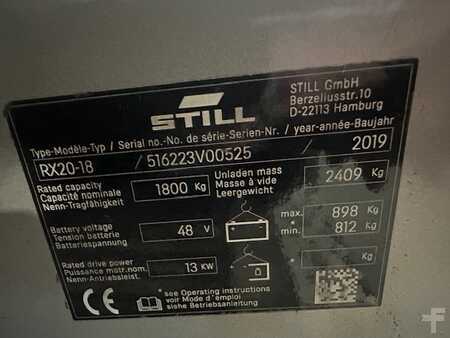 STILL
STILL GmbH
Berzeliusstr.10
D-22113 Hamburg
Type-Modèle-Typ / Serial no.-No. de série-Serien-Nr. / year-année-Baujahr
RX20-18 / 516223V00525 / 2019
Rated capacity
Capacité nominale
Nenn-Tragfähigkeit
1800 Kg
Unladen mass
Masse à vide
Leergewicht
2409 Kg
Battery voltage
Tension batterie
Batteriespannung
48 V
max. 898 Kg
min. 812 Kg
Rated drive power
Puissance motr.nom.
Nenn-Antriebsleist.
13 KW
Kg
CE
see Operating instructions
voir Mode d'emploi
siehe Betriebsanleitung
F